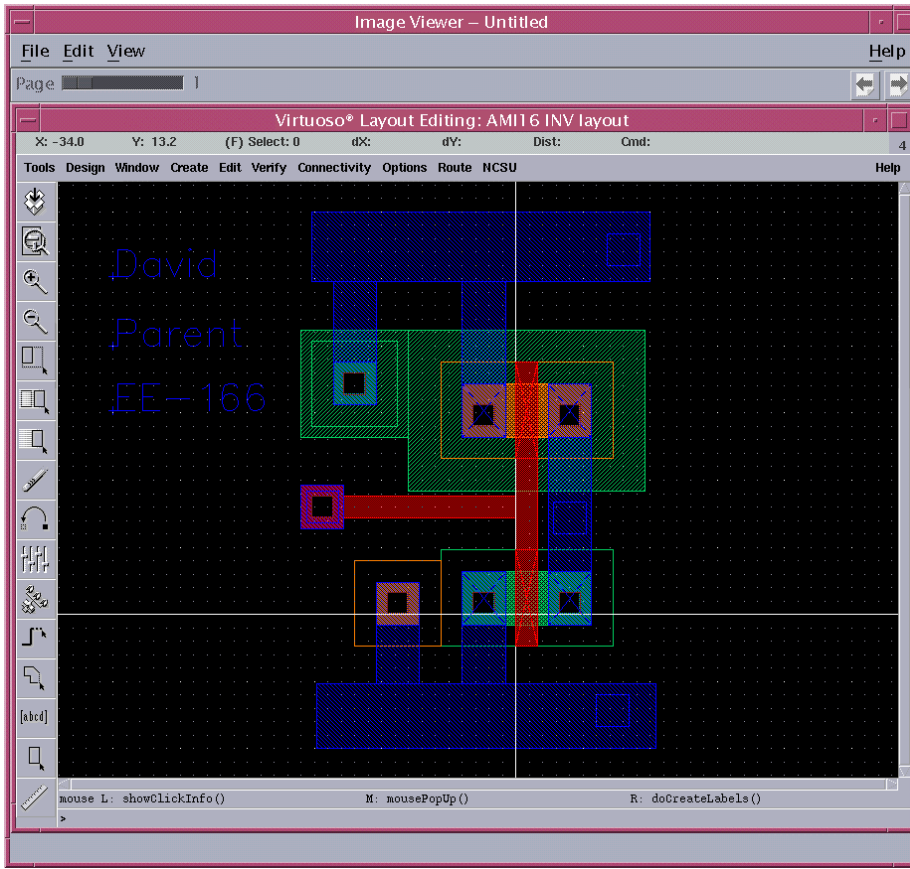 Image Viewer – Untitled
File Edit View Help
Page 1
Virtuoso® Layout Editing: AMI16 INV layout
X: -34.0 Y: 13.2 (F) Select: 0 dX: dY: Dist: Cmd: 4
Tools Design Window Create Edit Verify Connectivity Options Route NCSU Help
David
Parent
EE-166
[abcd]
mouse L: showClickInfo() M: mousePopUp() R: doCreateLabels()
>